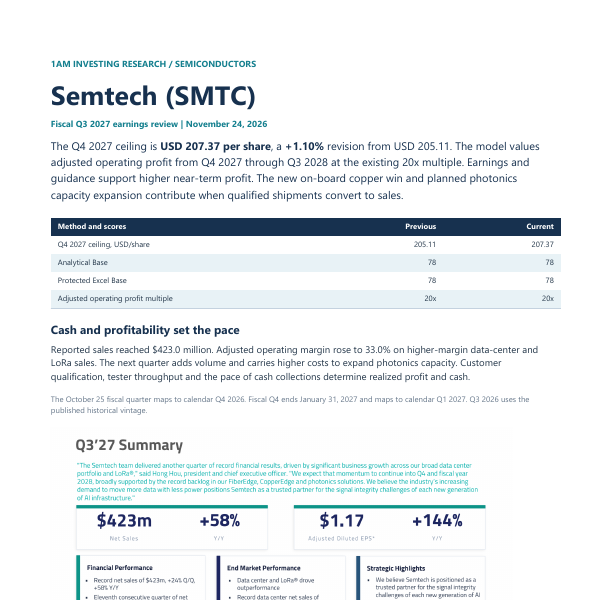 1AM INVESTING RESEARCH / SEMICONDUCTORS
Semtech (SMTC)
Fiscal Q3 2027 earnings review | November 24, 2026
The Q4 2027 ceiling is USD 207.37 per share, a +1.10% revision from USD 205.11. The model values
adjusted operating profit from Q4 2027 through Q3 2028 at the existing 20x multiple. Earnings and
guidance support higher near-term profit. The new on-board copper win and planned photonics
capacity expansion contribute when qualified shipments convert to sales.
Method and scores Previous Current
Q4 2027 ceiling, USD/share 205.11 207.37
Analytical Base 78 78
Protected Excel Base 78 78
Adjusted operating profit multiple 20x 20x
Cash and profitability set the pace
Reported sales reached $423.0 million. Adjusted operating margin rose to 33.0% on higher-margin data-center and
LoRa sales. The next quarter adds volume and carries higher costs to expand photonics capacity. Customer
qualification, tester throughput and the pace of cash collections determine realized profit and cash.
The October 25 fiscal quarter maps to calendar Q4 2026. Fiscal Q4 ends January 31, 2027 and maps to calendar Q1 2027. Q3 2026 uses the
published historical vintage.
Q3'27 Summary
"The Semtech team delivered another quarter of record financial results, driven by significant business growth across our broad data center
portfolio and LoRa®," said Hong Hou, president and chief executive officer. "We expect that momentum to continue into Q4 and fiscal year
2028, broadly supported by the record backlog in our FiberEdge, CopperEdge and photonics solutions. We believe the industry's increasing
demand to move more data with less power positions Semtech as a trusted partner for the signal integrity challenges of each new generation
of AI infrastructure."
$423m +58% $1.17 +144%
Net Sales Y/Y Adjusted Diluted EPS* Y/Y
Financial Performance End Market Performance Strategic Highlights
• Record net sales of $423m, +24% Q/Q,
+58% Y/Y
• Eleventh consecutive quarter of net
• Data center and LoRa® drove
outperformance
• Record data center net sales of
• We believe Semtech is positioned as a
trusted partner for the signal integrity
challenges of each new generation of AI